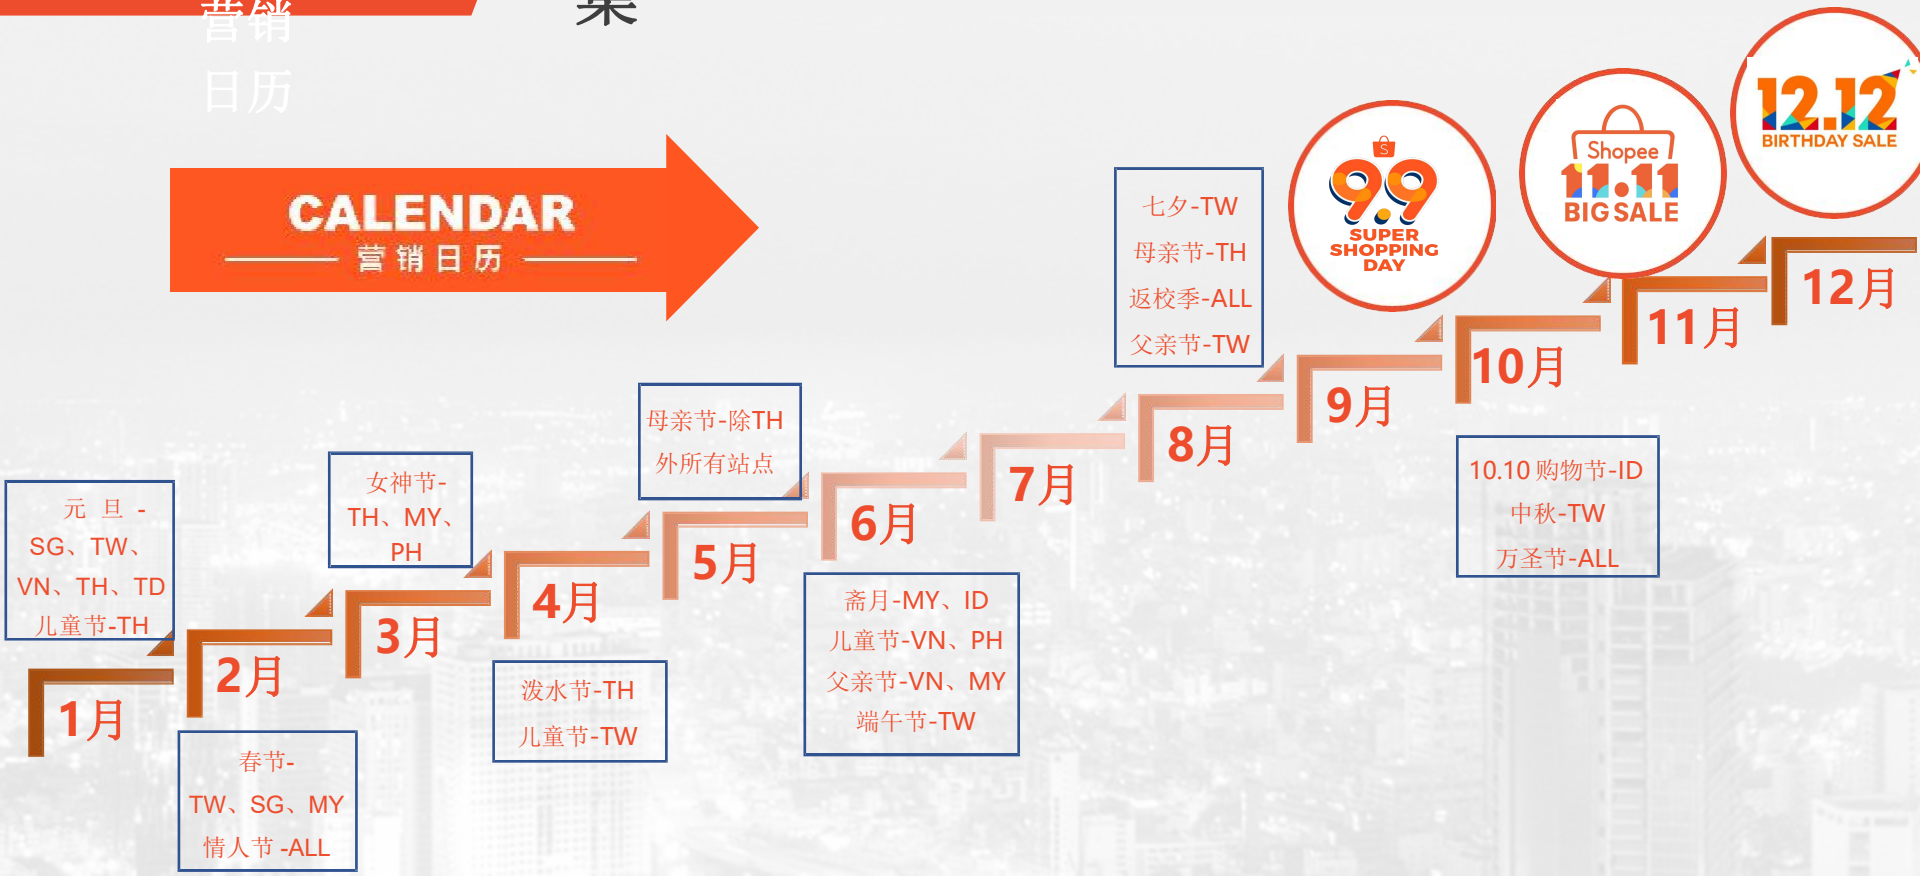 营销
日历
集
CALENDAR
营销日历
元 旦 -
SG、TW、
VN、TH、TD
儿童节-TH
1月
2月
春节-
TW、SG、MY
情人节 -ALL
女神节-
TH、MY、
PH
3月
4月
泼水节-TH
儿童节-TW
母亲节-除TH
外所有站点
5月
6月
斋月-MY、ID
儿童节-VN、PH
父亲节-VN、MY
端午节-TW
7月
七夕-TW
母亲节-TH
返校季-ALL
父亲节-TW
8月
9.9
SUPER
SHOPPING
DAY
9月
10月
10.10 购物节-ID
中秋-TW
万圣节-ALL
Shopee
11.11
BIG SALE
11月
12.12
BIRTHDAY SALE
12月